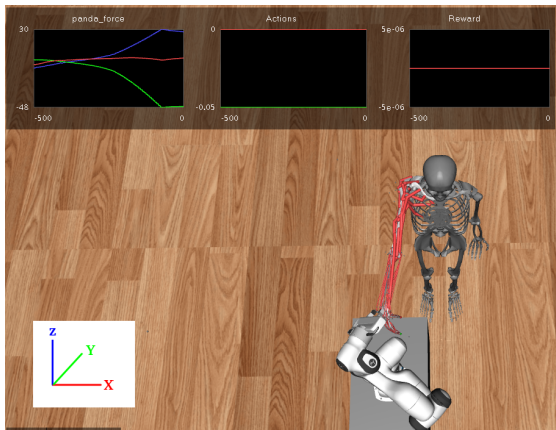 panda_force
Actions
Reward
30
-48
-500
0
0
-0.05
-500
0
5e-06
-5e-06
-500
0
Z
Y
X